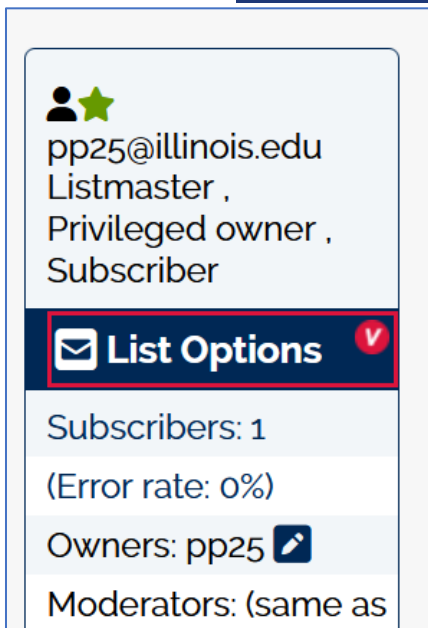 pp25@illinois.edu
Listmaster ,
Privileged owner ,
Subscriber
List Options V
Subscribers: 1
(Error rate: 0%)
Owners: pp25
Moderators: (same as